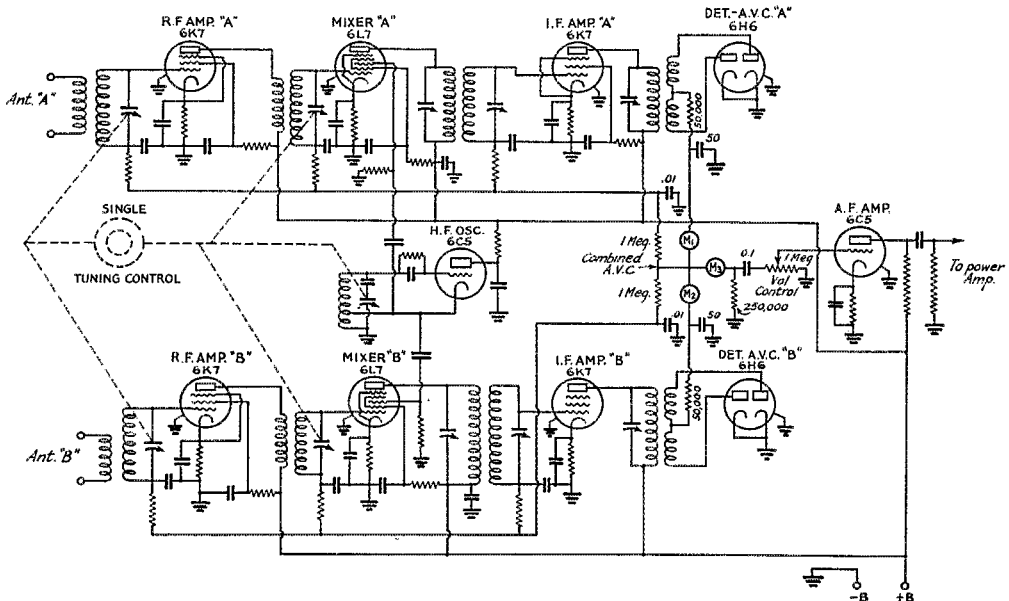 R.F. AMP. "A"
6K7
MIXER "A"
6L7
I.F. AMP. "A"
6K7
DET.-A.V.C. "A"
6H6
Ant. "A"
50,000
50
.01
SINGLE
TUNING CONTROL
H.F. OSC.
6C5
1 Meg.
Combined
A.V.C.
1 Meg.
M1
M3
M2
0.1
1 Meg
Vol
Control
250,000
A.F. AMP.
6C5
To power
Amp.
.01
50
R.F. AMP. "B"
6K7
MIXER "B"
6L7
I.F. AMP. "B"
6K7
DET. A.V.C. "B"
6H6
50,000
Ant. "B"
-B
+B